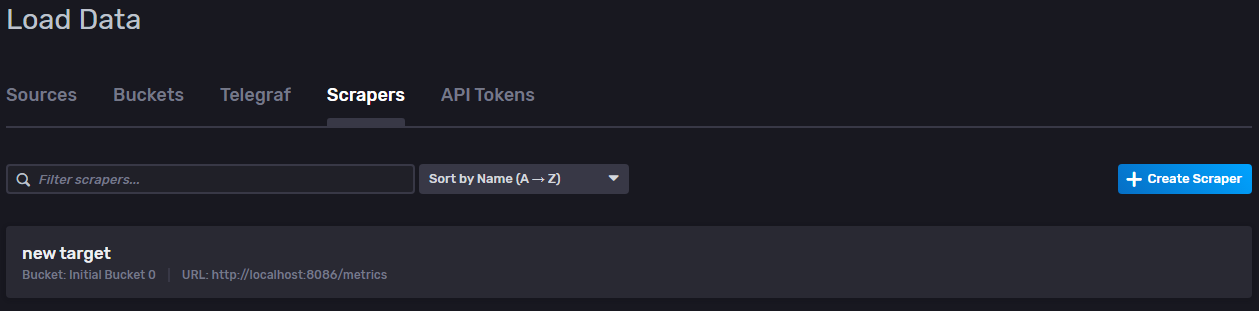 Load Data
Sources Buckets Telegraf Scrapers API Tokens
Filter scrapers... Sort by Name (A → Z) Create Scraper
new target
Bucket: Initial Bucket 0 URL: http://localhost:8086/metrics